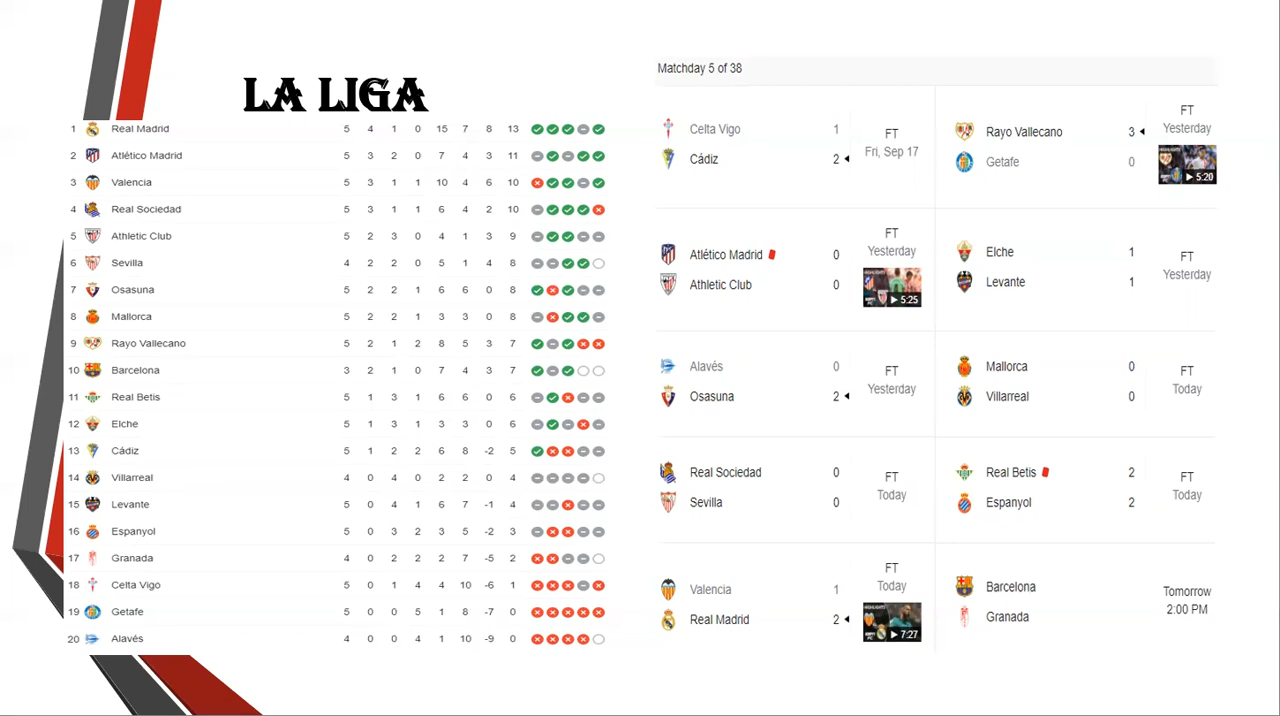 LA LIGA
1 Real Madrid 5 4 1 0 15 7 8 13
2 Atlético Madrid 5 3 2 0 7 4 3 11
3 Valencia 5 3 1 1 10 4 6 10
4 Real Sociedad 5 3 1 1 6 4 2 10
5 Athletic Club 5 2 3 0 4 1 3 9
6 Sevilla 4 2 2 0 5 1 4 8
7 Osasuna 5 2 2 1 6 6 0 8
8 Mallorca 5 2 2 1 3 3 0 8
9 Rayo Vallecano 5 2 1 2 8 5 3 7
10 Barcelona 3 2 1 0 7 4 3 7
11 Real Betis 5 1 3 1 6 6 0 6
12 Elche 5 1 3 1 3 3 0 6
13 Cádiz 5 1 2 2 6 8 -2 5
14 Villarreal 4 0 4 0 2 2 0 4
15 Levante 5 0 4 1 6 7 -1 4
16 Espanyol 5 0 3 2 3 5 -2 3
17 Granada 4 0 2 2 2 7 -5 2
18 Celta Vigo 5 0 1 4 4 10 -6 1
19 Getafe 5 0 0 5 1 8 -7 0
20 Alavés 4 0 0 4 1 10 -9 0
Matchday 5 of 38
Celta Vigo 1
Cádiz 2
FT
Fri, Sep 17
Rayo Vallecano 3
Getafe 0
FT
Yesterday
5:20
Atlético Madrid 0
Athletic Club 0
FT
Yesterday
5:25
Elche 1
Levante 1
FT
Yesterday
Alavés 0
Osasuna 2
FT
Yesterday
Mallorca 0
Villarreal 0
FT
Today
Real Sociedad 0
Sevilla 0
FT
Today
Real Betis 2
Espanyol 2
FT
Today
Valencia 1
Real Madrid 2
FT
Today
7:27
Barcelona
Granada
Tomorrow
2:00 PM